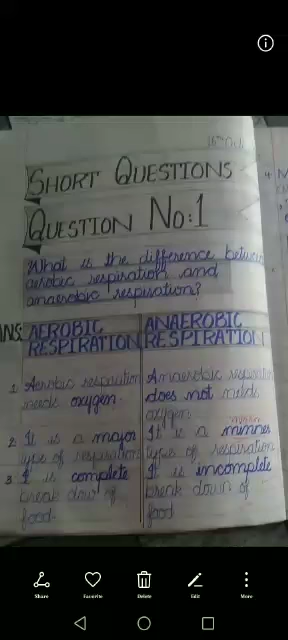 SHORT QUESTIONS
QUESTION No:1
What is the difference between
aerobic respiration and
anaerobic respiration?
ANS:
AEROBIC
RESPIRATION
1. Aerobic respiration
needs oxygen.
2. It is a major
type of respiration
3. It is complete
break down of
food.
ANAEROBIC
RESPIRATION
Anaerobic respiration
does not needs
oxygen
It is a
type of respiration
It is incomplete
break down of
food
Share
Favorite
Delete
Edit
More